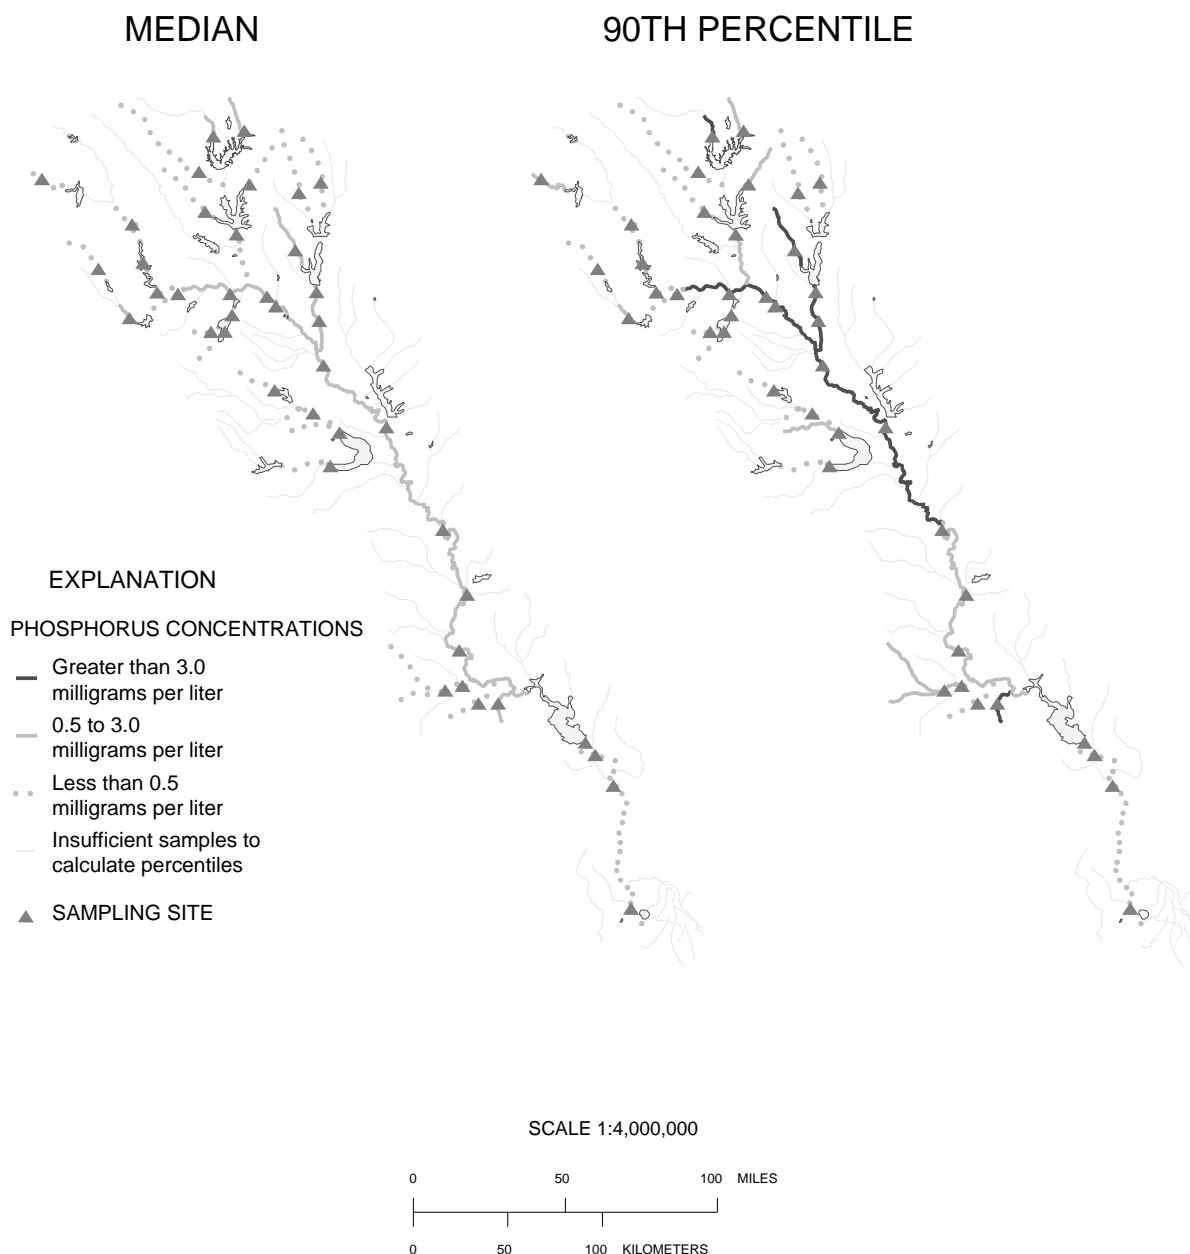 MEDIAN
90TH PERCENTILE
EXPLANATION
PHOSPHORUS CONCENTRATIONS
Greater than 3.0
milligrams per liter
0.5 to 3.0
milligrams per liter
Less than 0.5
milligrams per liter
Insufficient samples to
calculate percentiles
SAMPLING SITE
SCALE 1:4,000,000
0 50 100 MILES
0 50 100 KILOMETERS